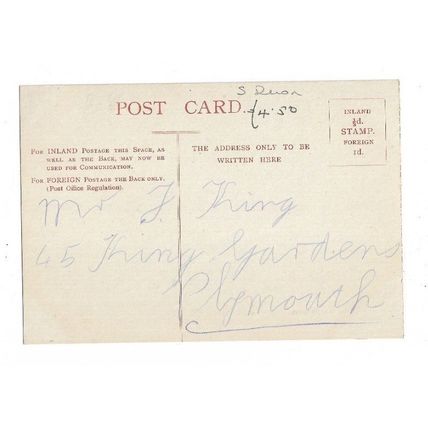 S Devon
POST CARD.
£4.50
INLAND
½d.
STAMP.
FOREIGN
1d.
FOR INLAND POSTAGE THIS SPACE, AS
WELL AS THE BACK, MAY NOW BE
USED FOR COMMUNICATION.
FOR FOREIGN POSTAGE THE BACK ONLY.
(Post Office Regulation).
THE ADDRESS ONLY TO BE
WRITTEN HERE
Mr J. King
45 King Gardens
Plymouth